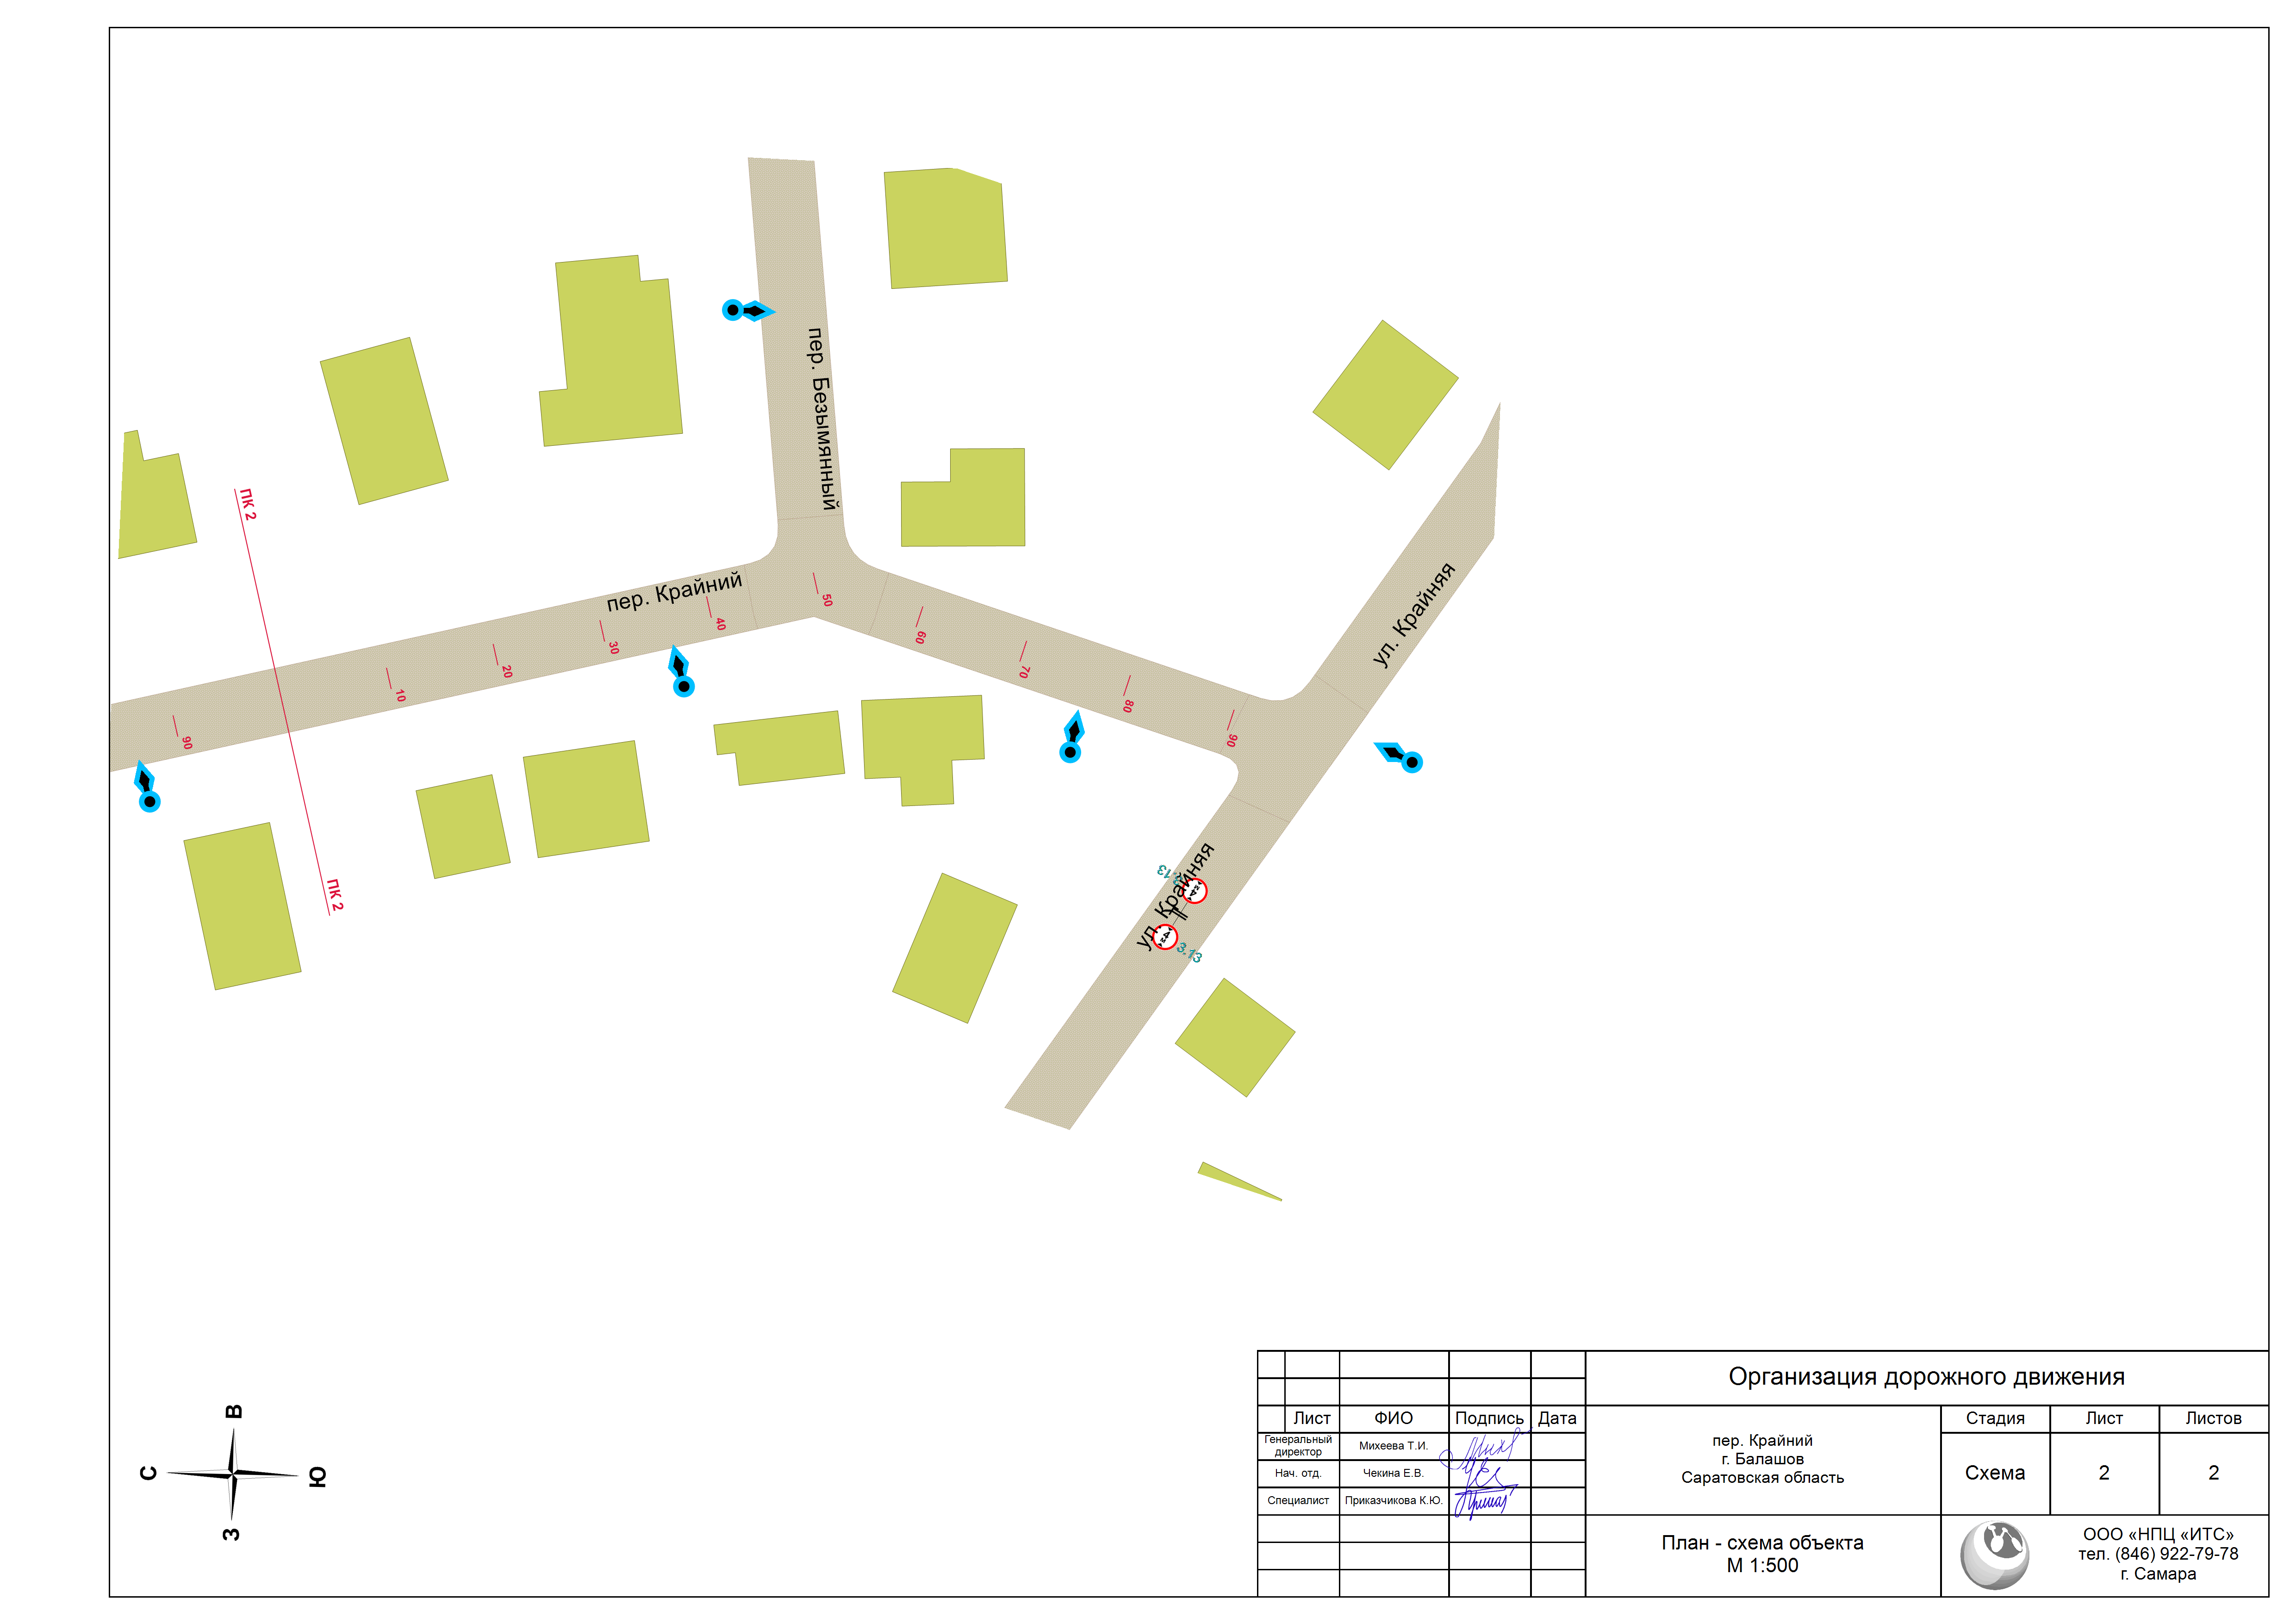 пер. Безымянный
ПК 2
ул. Крайняя
пер. Крайний
50
40
60
30
20
70
10
80
90
90
ПК 2
3.13
ул. Крайняя
3.13
В
С
Ю
З
Организация дорожного движения
Лист
ФИО
Подпись
Дата
Генеральный
директор
Михеева Т.И.
Нач. отд.
Чекина Е.В.
Специалист
Приказчикова К.Ю.
пер. Крайний
г. Балашов
Саратовская область
Стадия
Лист
Листов
Схема
2
2
План - схема объекта
М 1:500
ООО «НПЦ «ИТС»
тел. (846) 922-79-78
г. Самара